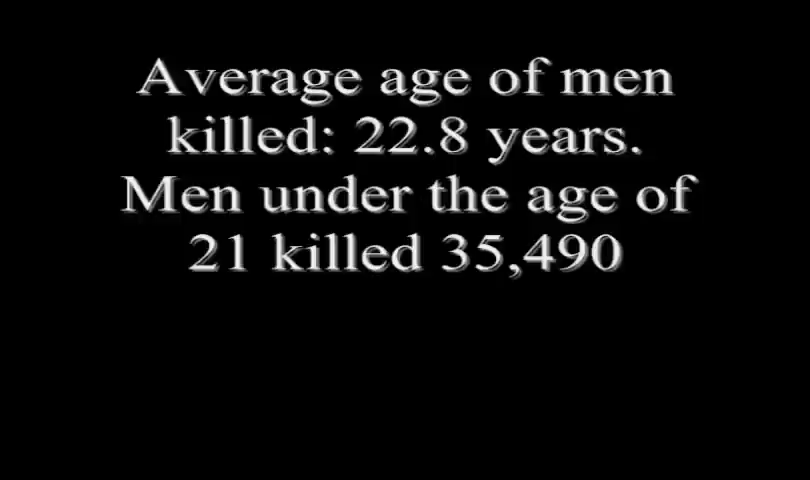 Average age of men
killed: 22.8 years.
Men under the age of
21 killed 35,490